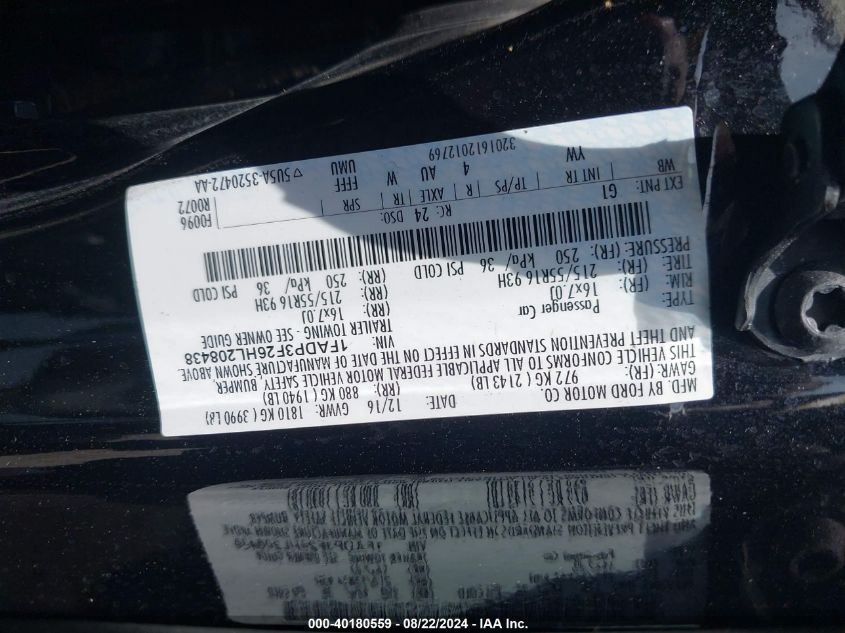 MFD. BY FORD MOTOR CO.
DATE: 12/16 GVWR: 1810 KG ( 3990 LB)
GAWR: (FR): 972 KG ( 2143 LB) (RR): 880 KG ( 1940 LB)
THIS VEHICLE CONFORMS TO ALL APPLICABLE FEDERAL MOTOR VEHICLE SAFETY, BUMPER,
AND THEFT PREVENTION STANDARDS IN EFFECT ON THE DATE OF MANUFACTURE SHOWN ABOVE.
VIN: 1FADP3F26HL208438
TYPE: Passenger Car TRAILER TOWING - SEE OWNER GUIDE
RIM: (FR): 16x7.0J (RR): 16x7.0J
TIRE: (FR): 215/55R16 93H (RR): 215/55R16 93H
PRESSURE: (FR): 250 kPa/ 36 PSI COLD (RR): 250 kPa/ 36 PSI COLD
EXT PNT: G1 RC: 24 DSO: F0096
WB INT TR TP/PS R AXLE TR SPR R0072
YW 4 AU W FFFF UMU
3201612012769 5U5A-3520472-AA
000-40180559 - 08/22/2024 - IAA Inc.